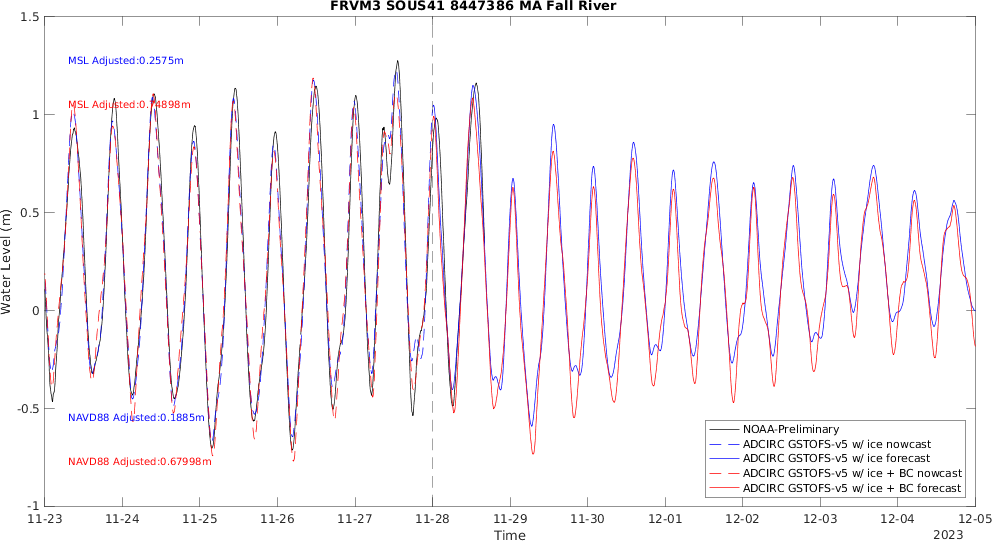 FRVM3 SOUS41 8447386 MA Fall River
1.5
1
0.5
0
-0.5
-1
Water Level (m)
MSL Adjusted:0.2575m
MSL Adjusted:0.74898m
NAVD88 Adjusted:0.1885m
NAVD88 Adjusted:0.67998m
NOAA-Preliminary
ADCIRC GSTOFS-v5 w/ ice nowcast
ADCIRC GSTOFS-v5 w/ ice forecast
ADCIRC GSTOFS-v5 w/ ice + BC nowcast
ADCIRC GSTOFS-v5 w/ ice + BC forecast
11-23 11-24 11-25 11-26 11-27 11-28 11-29 11-30 12-01 12-02 12-03 12-04 12-05
Time
2023